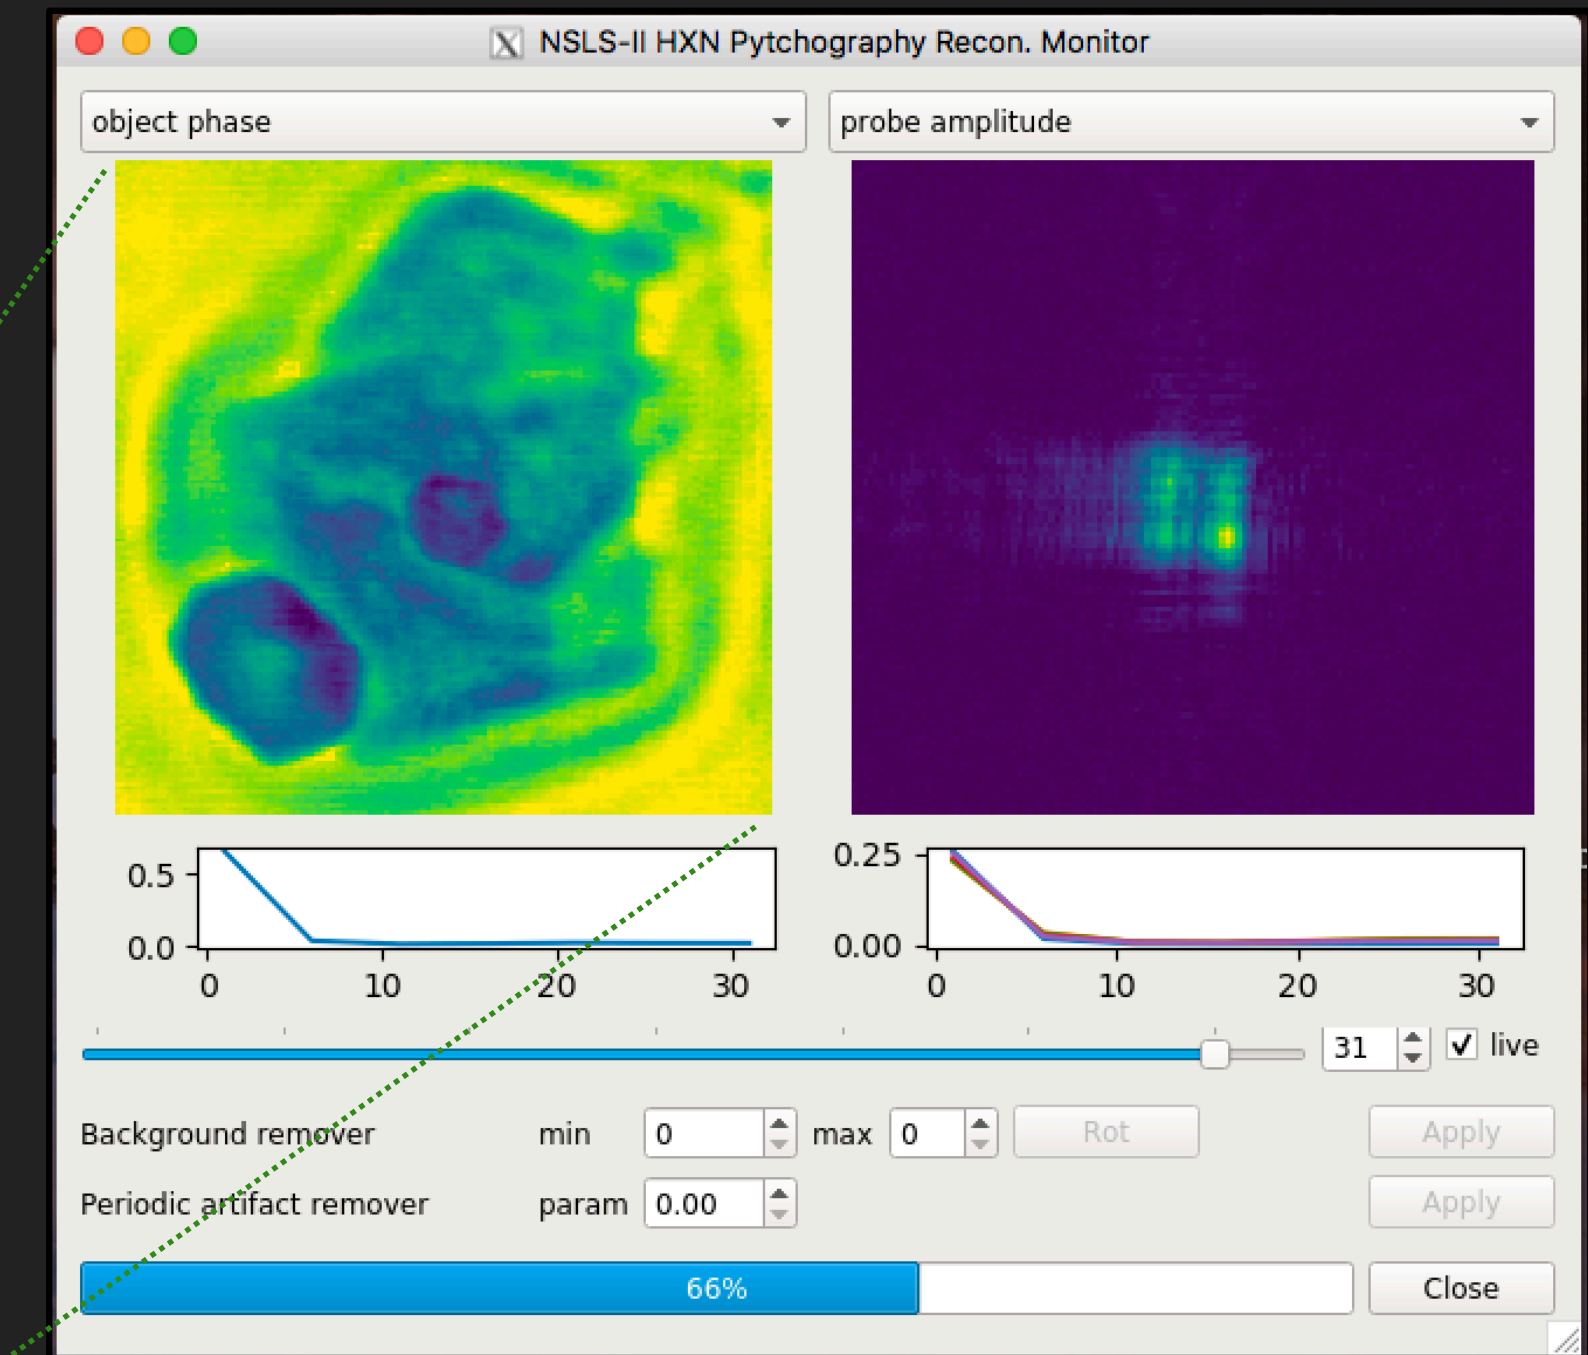 NSLS-II HXN Pytchography Recon. Monitor
object phase
probe amplitude
0.5
0.0
0 10 20 30
0.25
0.00
0 10 20 30
31 live
Background remover min 0 max 0 Rot Apply
Periodic artifact remover param 0.00 Apply
66% Close